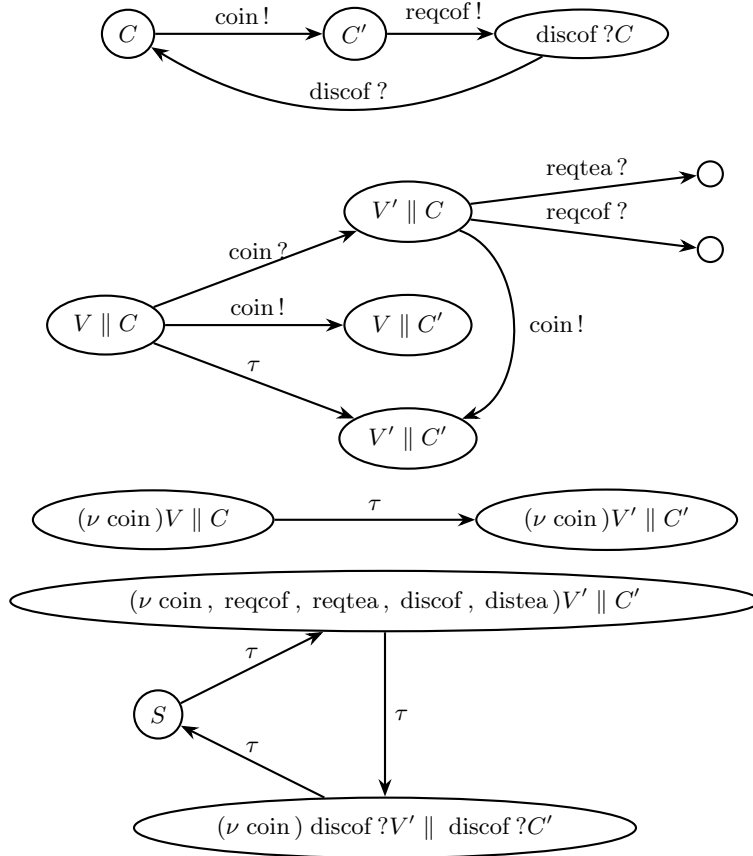 coin !
reqcof !
C
C′
discof ?C
discof ?
reqtea ?
V′ ∥ C
reqcof ?
coin ?
coin !
V ∥ C
V ∥ C′
coin !
τ
V′ ∥ C′
(ν coin)V ∥ C
τ
(ν coin)V′ ∥ C′
(ν coin , reqcof , reqtea , discof , distea )V′ ∥ C′
τ
S
τ
τ
(ν coin) discof ?V′ ∥ discof ?C′